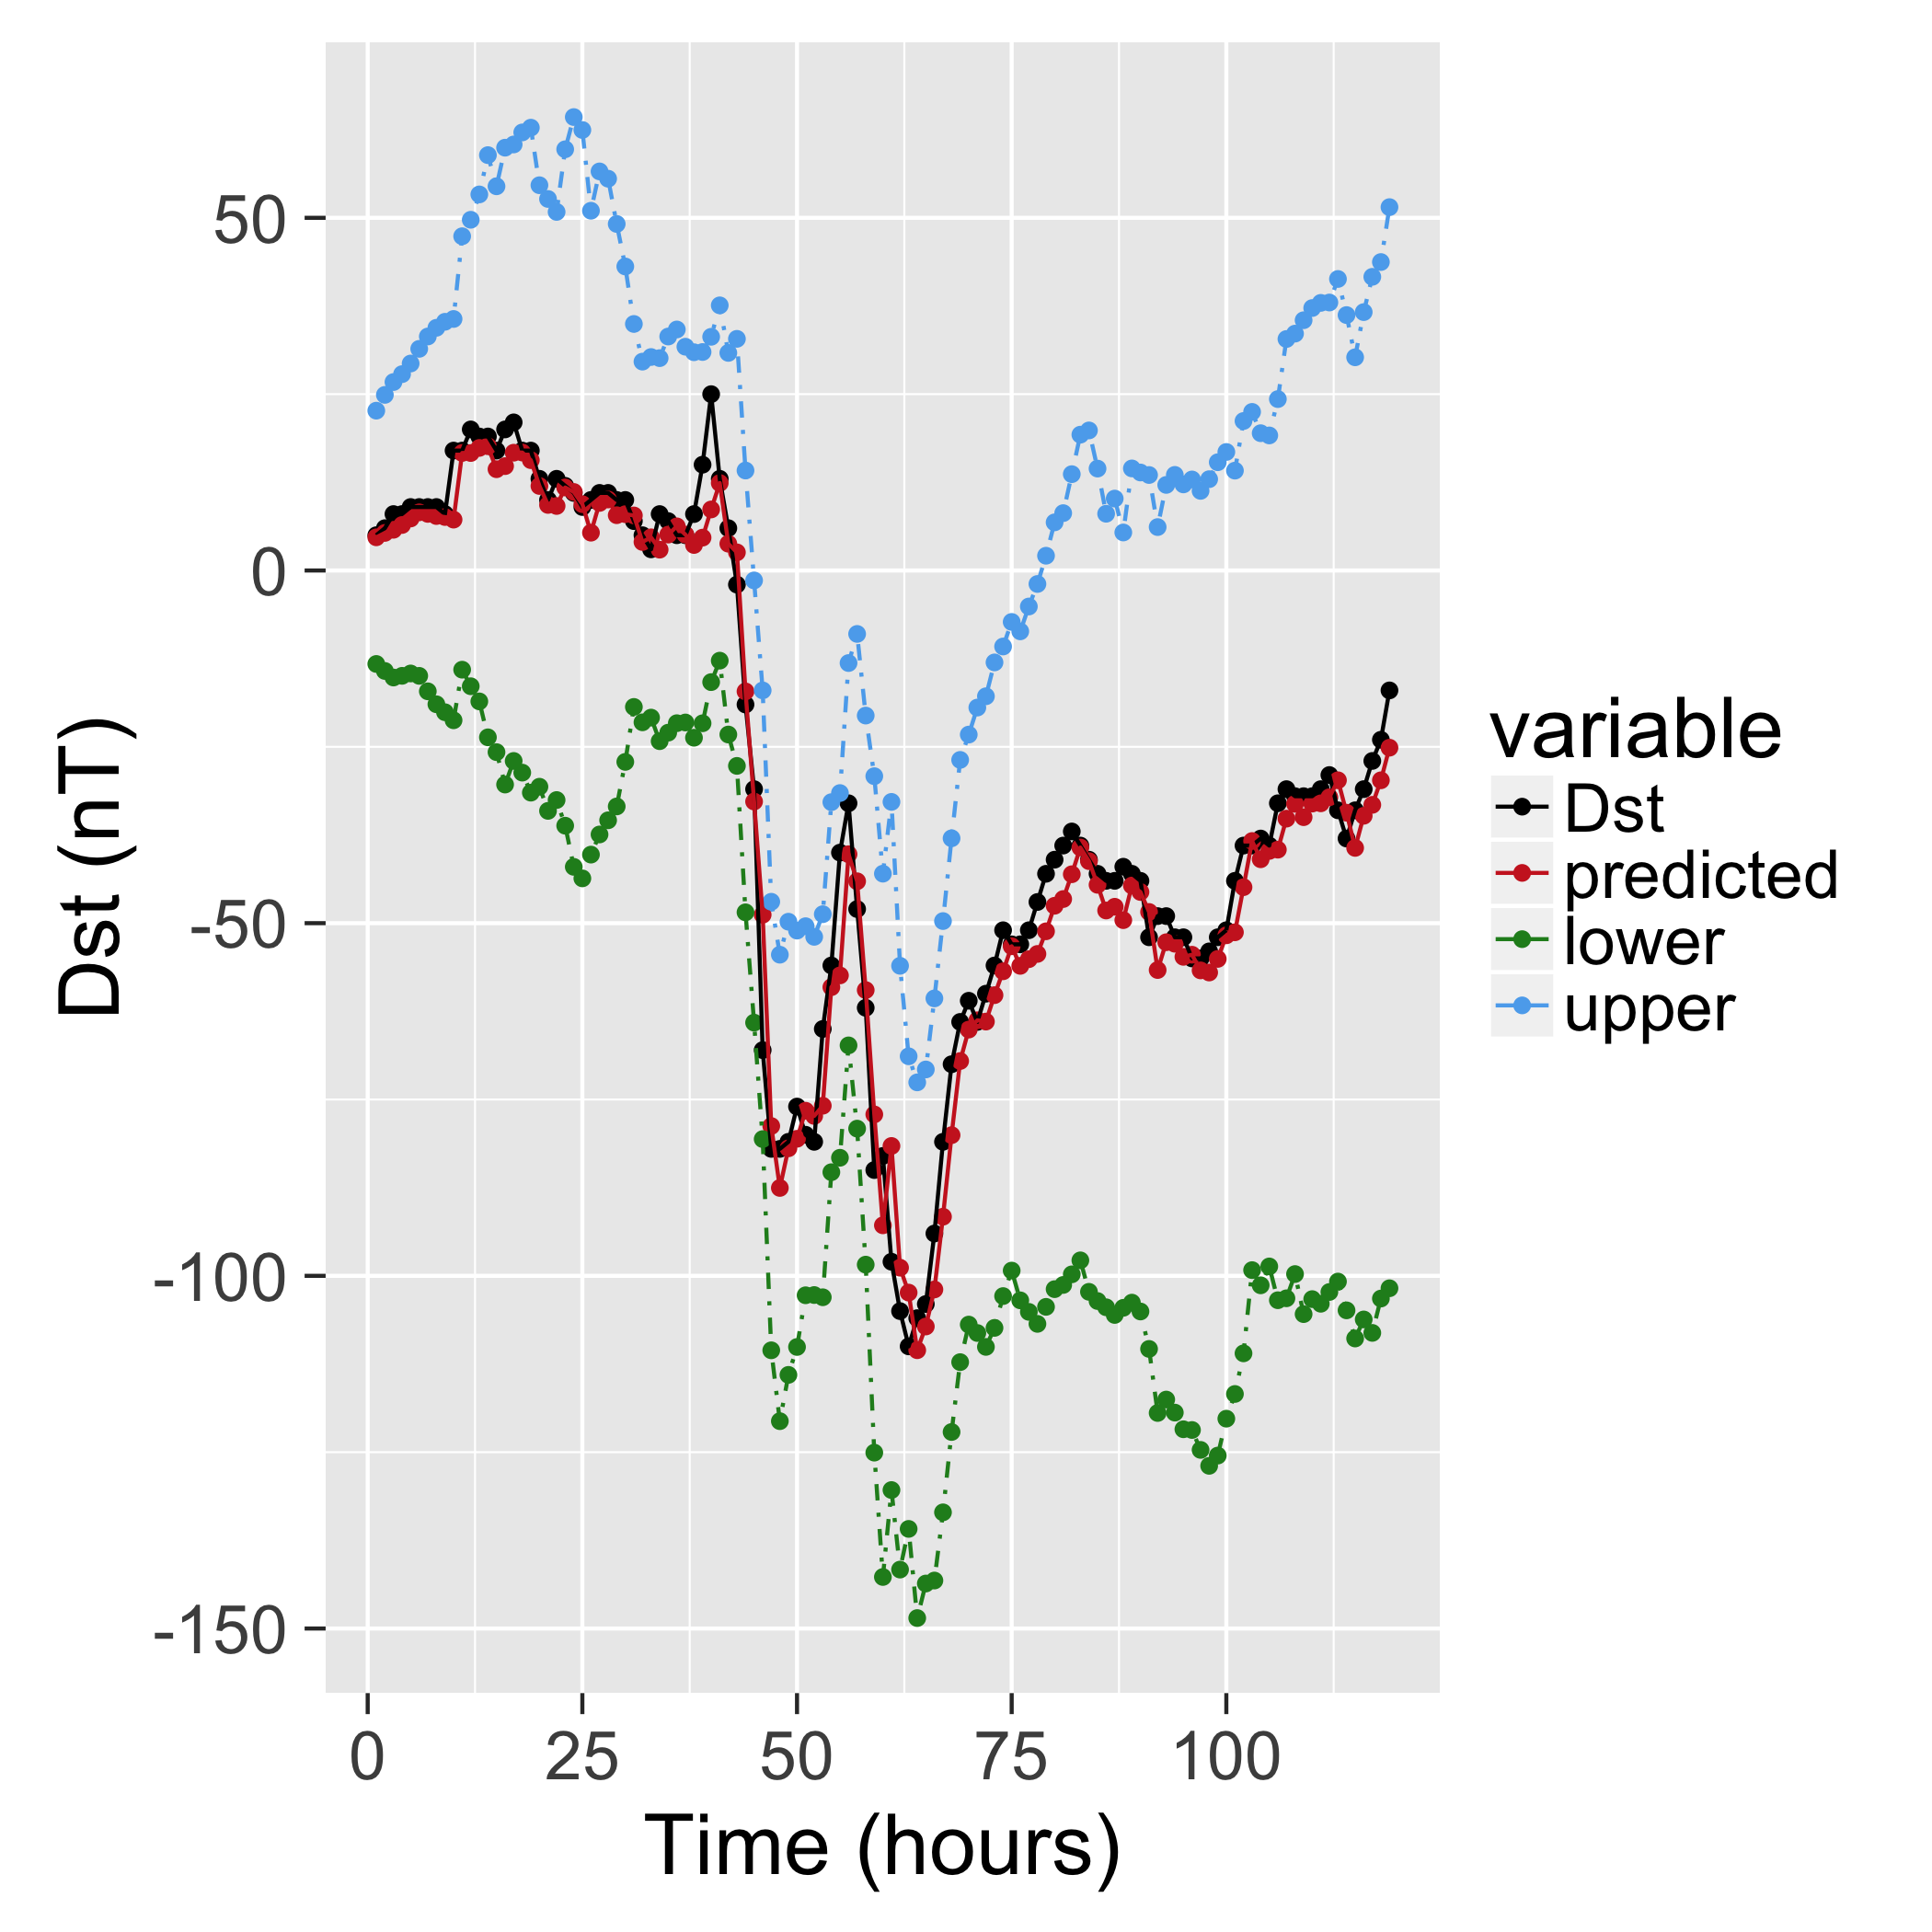 Dst (nT)
50
0
-50
-100
-150
0 25 50 75 100
Time (hours)
variable
Dst
predicted
lower
upper